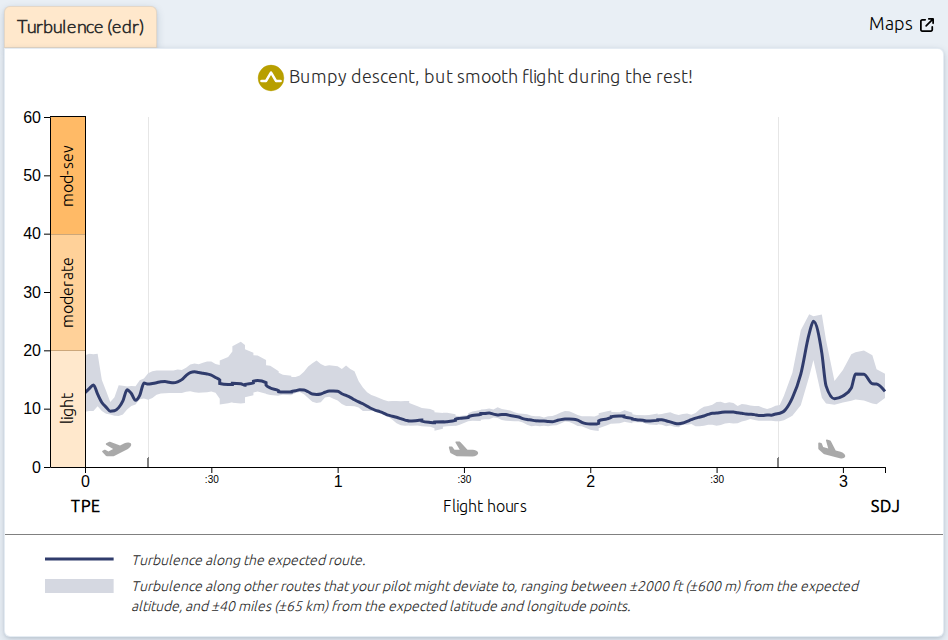 Turbulence (edr)
Maps
Bumpy descent, but smooth flight during the rest!
60
50
40
30
20
10
0
mod-sev
moderate
light
0
:30
1
:30
2
:30
3
TPE
Flight hours
SDJ
Turbulence along the expected route.
Turbulence along other routes that your pilot might deviate to, ranging between ±2000 ft (±600 m) from the expected
altitude, and ±40 miles (±65 km) from the expected latitude and longitude points.